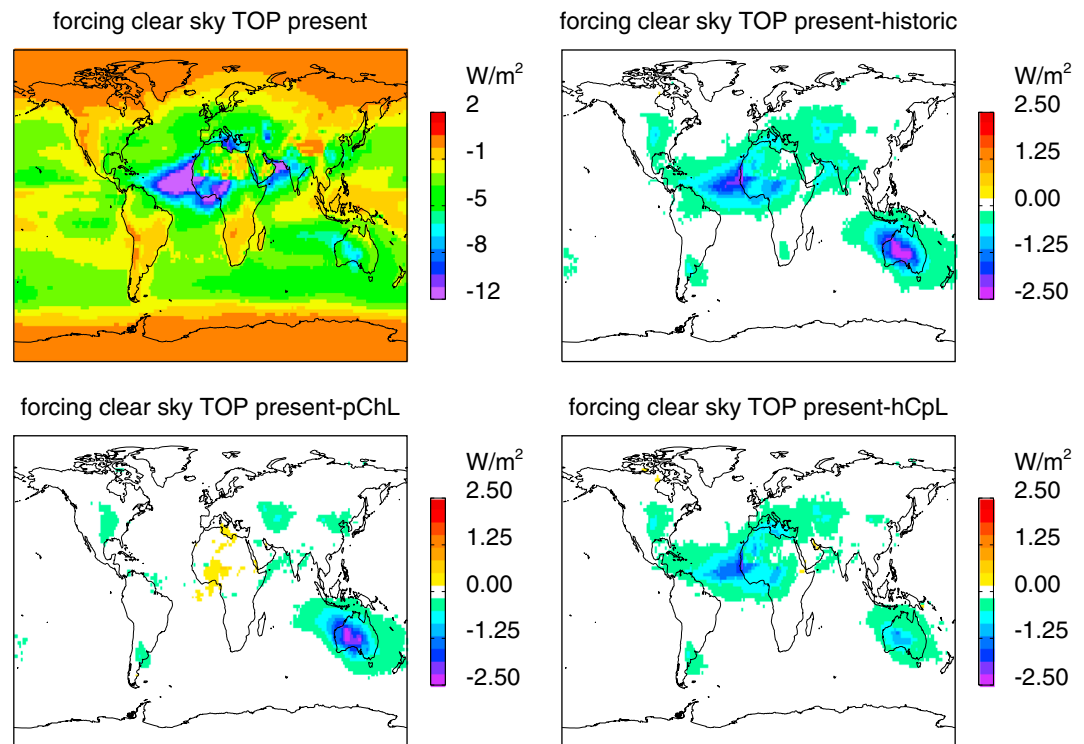 forcing clear sky TOP present
W/m²
2
-1
-5
-8
-12
forcing clear sky TOP present-historic
W/m²
2.50
1.25
0.00
-1.25
-2.50
forcing clear sky TOP present-pChL
W/m²
2.50
1.25
0.00
-1.25
-2.50
forcing clear sky TOP present-hCpL
W/m²
2.50
1.25
0.00
-1.25
-2.50